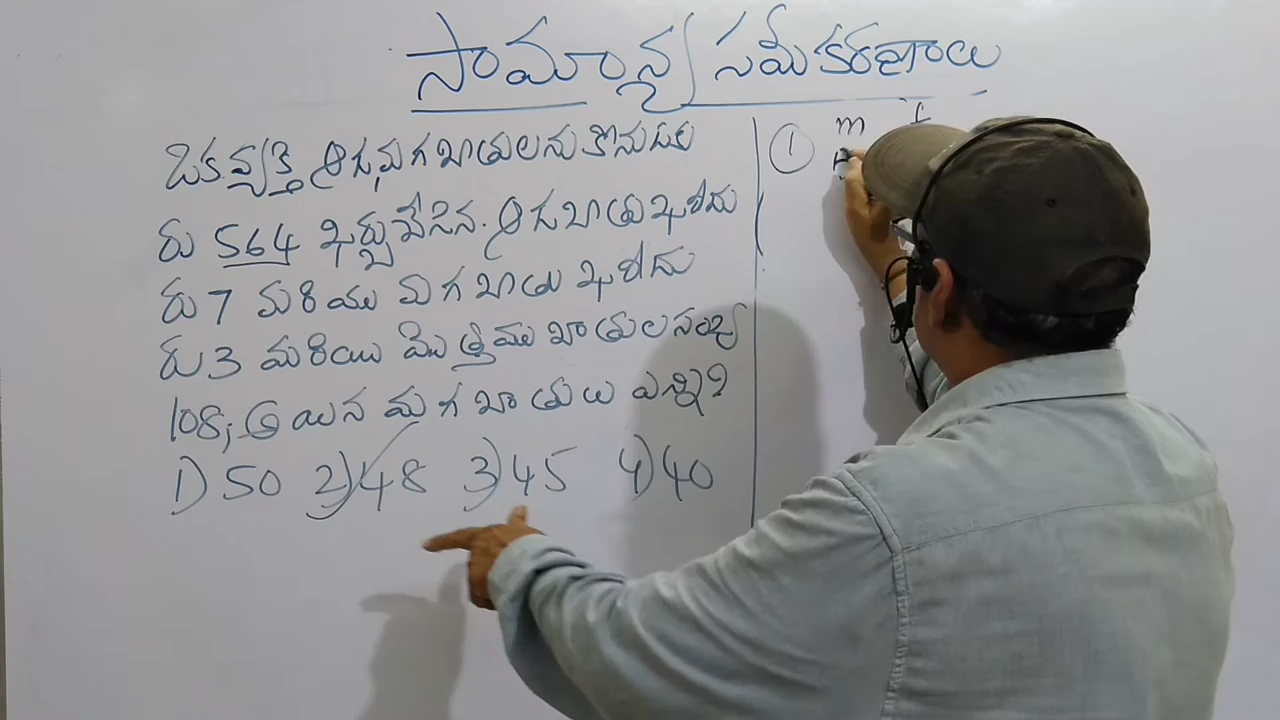 సామాన్య సమీకరణాలు
ఒక వ్యక్తి ఆడ,మగ బాతులను కొనుటకు
రు 564 ఖర్చుచేసిన. ఆడ బాతు ఖరీదు
రు 7 మరియు మగ బాతు ఖరీదు
రు 3 మరియు మొత్తము బాతుల సంఖ్య
108; అయిన మగ బాతులు ఎన్ని?
1) 50 2) 48 3) 45 4) 40
1 m f